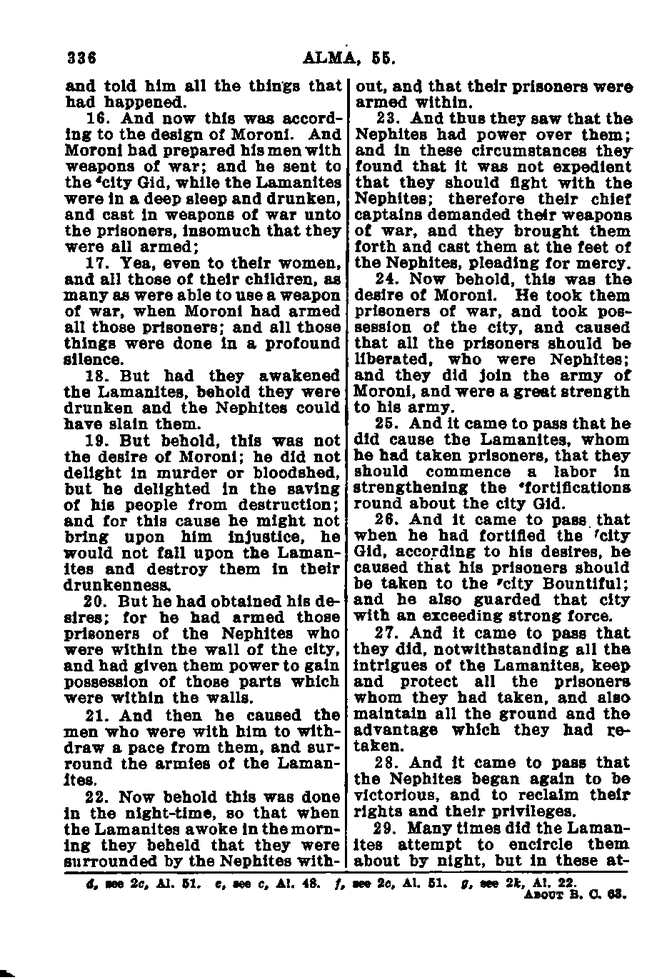 336
ALMA, 55.
and told him all the things that
had happened.
16. And now this was accord-
ing to the design of Moroni. And
Moroni had prepared his men with
weapons of war; and he sent to
the dcity Gid, while the Lamanites
were in a deep sleep and drunken,
and cast in weapons of war unto
the prisoners, insomuch that they
were all armed;
17. Yea, even to their women,
and all those of their children, as
many as were able to use a weapon
of war, when Moroni had armed
all those prisoners; and all those
things were done in a profound
silence.
18. But had they awakened
the Lamanites, behold they were
drunken and the Nephites could
have slain them.
19. But behold, this was not
the desire of Moroni; he did not
delight in murder or bloodshed,
but he delighted in the saving
of his people from destruction;
and for this cause he might not
bring upon him injustice, he
would not fall upon the Laman-
ites and destroy them in their
drunkenness.
20. But he had obtained his de-
sires; for he had armed those
prisoners of the Nephites who
were within the wall of the city,
and had given them power to gain
possession of those parts which
were within the walls.
21. And then he caused the
men who were with him to with-
draw a pace from them, and sur-
round the armies of the Laman-
ites.
22. Now behold this was done
in the night-time, so that when
the Lamanites awoke in the morn-
ing they beheld that they were
surrounded by the Nephites with-
out, and that their prisoners were
armed within.
23. And thus they saw that the
Nephites had power over them;
and in these circumstances they
found that it was not expedient
that they should fight with the
Nephites; therefore their chief
captains demanded their weapons
of war, and they brought them
forth and cast them at the feet of
the Nephites, pleading for mercy.
24. Now behold, this was the
desire of Moroni. He took them
prisoners of war, and took pos-
session of the city, and caused
that all the prisoners should be
liberated, who were Nephites;
and they did join the army of
Moroni, and were a great strength
to his army.
25. And it came to pass that he
did cause the Lamanites, whom
he had taken prisoners, that they
should commence a labor in
strengthening the efortifications
round about the city Gid.
26. And it came to pass that
when he had fortified the fcity
Gid, according to his desires, he
caused that his prisoners should
be taken to the gcity Bountiful;
and he also guarded that city
with an exceeding strong force.
27. And it came to pass that
they did, notwithstanding all the
intrigues of the Lamanites, keep
and protect all the prisoners
whom they had taken, and also
maintain all the ground and the
advantage which they had re-
taken.
28. And it came to pass that
the Nephites began again to be
victorious, and to reclaim their
rights and their privileges.
29. Many times did the Laman-
ites attempt to encircle them
about by night, but in these at-
d, see 2c, Al. 51. e, see c, Al. 48. f, see 2c, Al. 51. g, see 2k, Al. 22.
ABOUT B. C. 63.